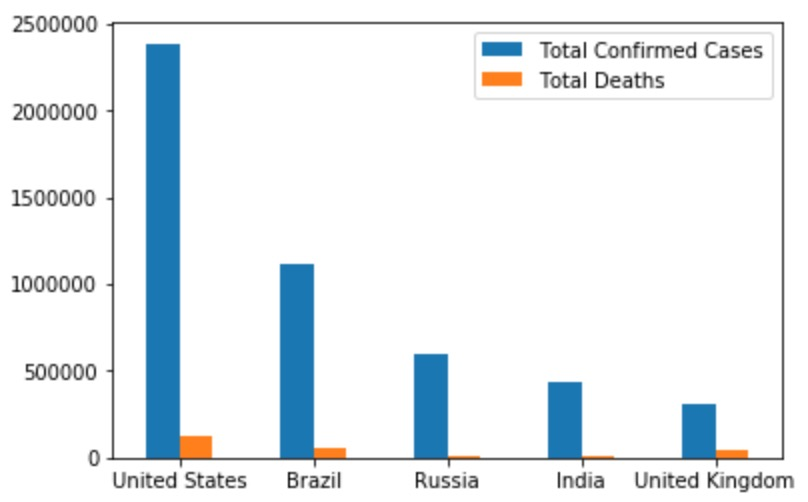 2500000
2000000
1500000
1000000
500000
0
Total Confirmed Cases
Total Deaths
United States Brazil Russia India United Kingdom